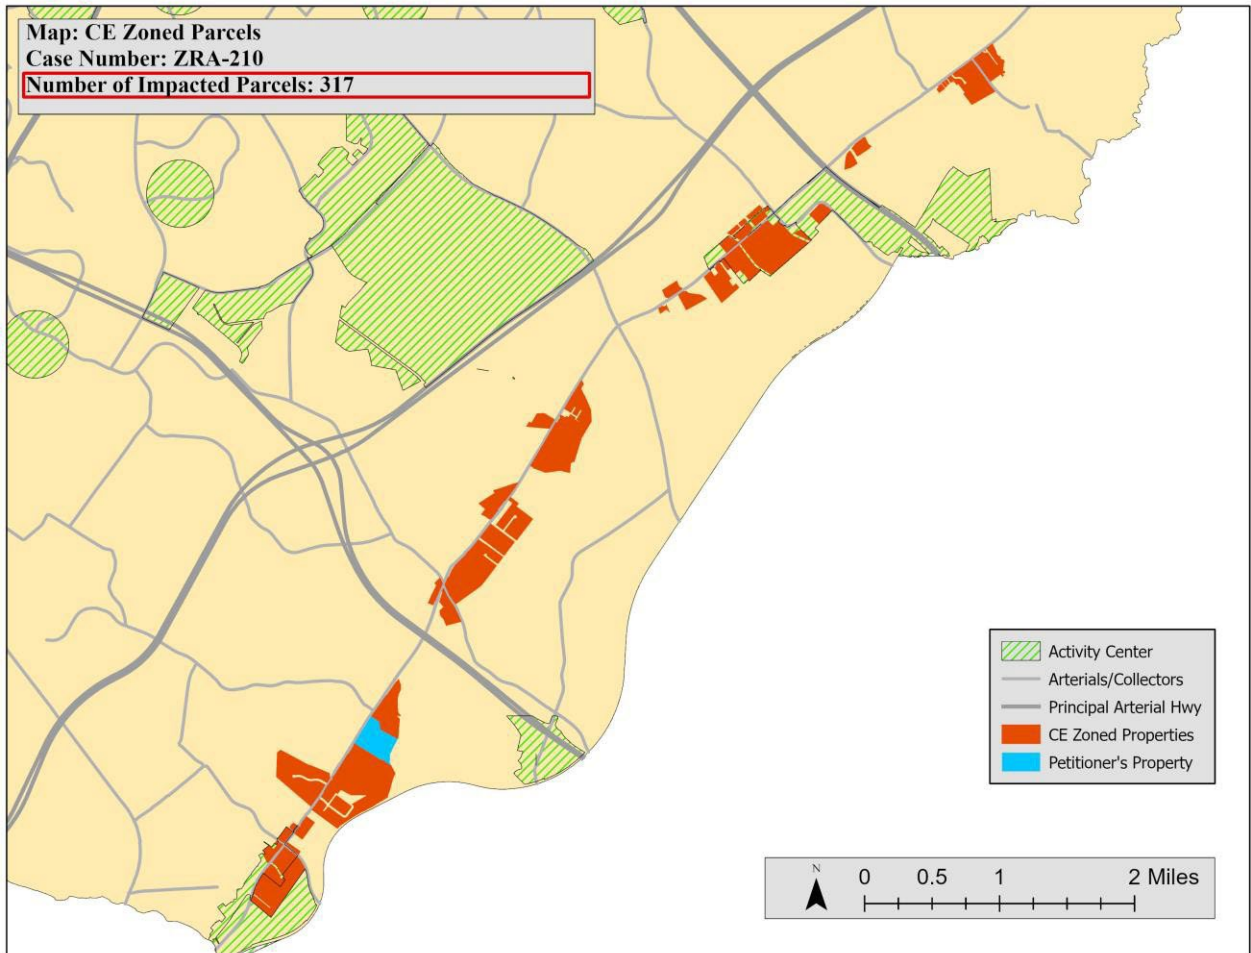 Map: CE Zoned Parcels
Case Number: ZRA-210
Number of Impacted Parcels: 317
Activity Center
Arterials/Collectors
Principal Arterial Hwy
CE Zoned Properties
Petitioner's Property
N
0 0.5 1 2 Miles